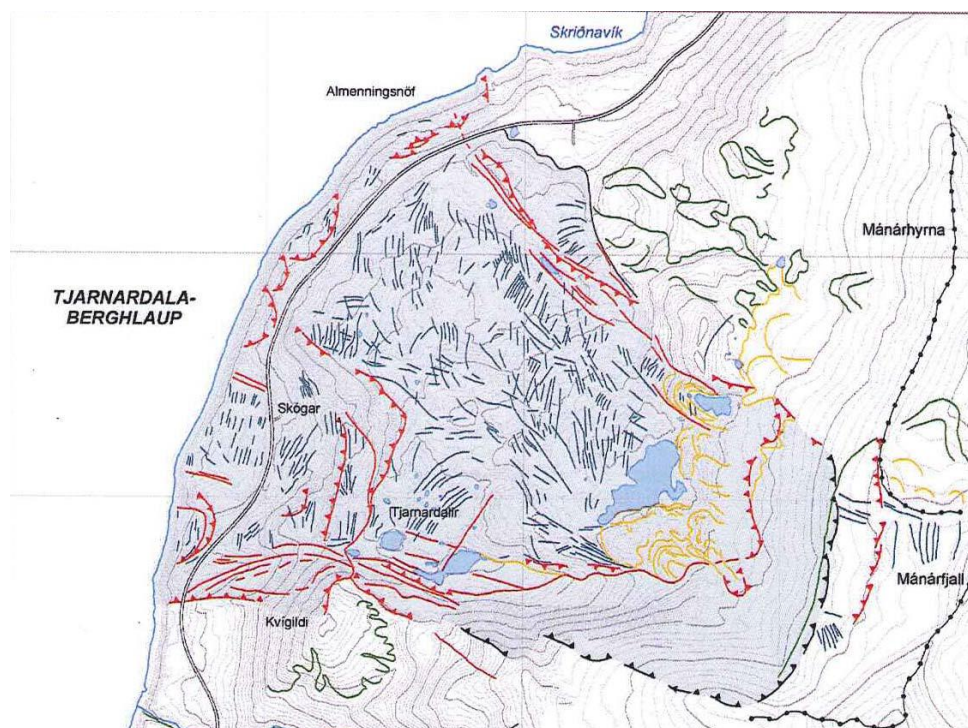 Skriðnavík
Almenningsnöf
Mánárhyrna
TJARNARDALA-
BERGHLAUP
Skógar
Tjarnardalir
Mánárfjall
Kvígildi